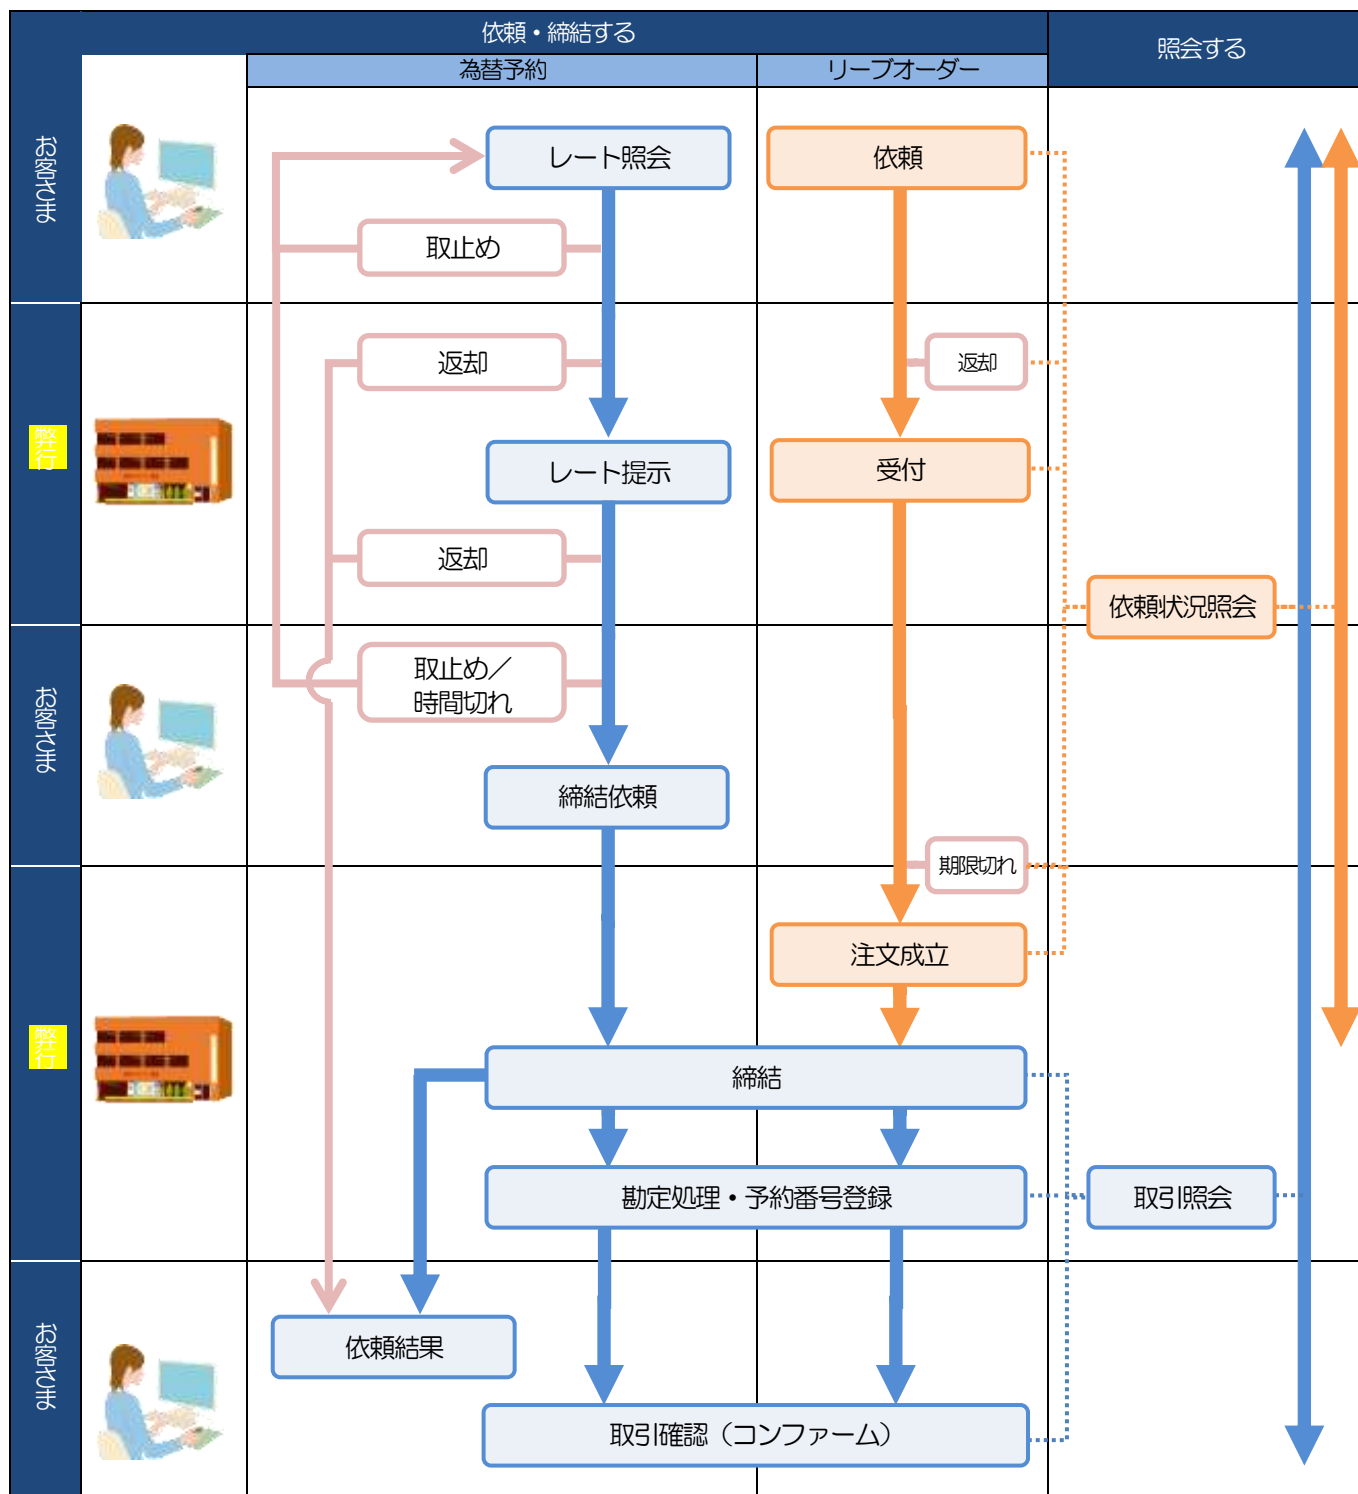 依頼・締結する
照会する
為替予約
リーブオーダー
お客さま
レート照会
依頼
取止め
弊行
返却
返却
レート提示
受付
返却
依頼状況照会
お客さま
取止め／
時間切れ
締結依頼
期限切れ
弊行
注文成立
締結
勘定処理・予約番号登録
取引照会
お客さま
依頼結果
取引確認（コンファーム）